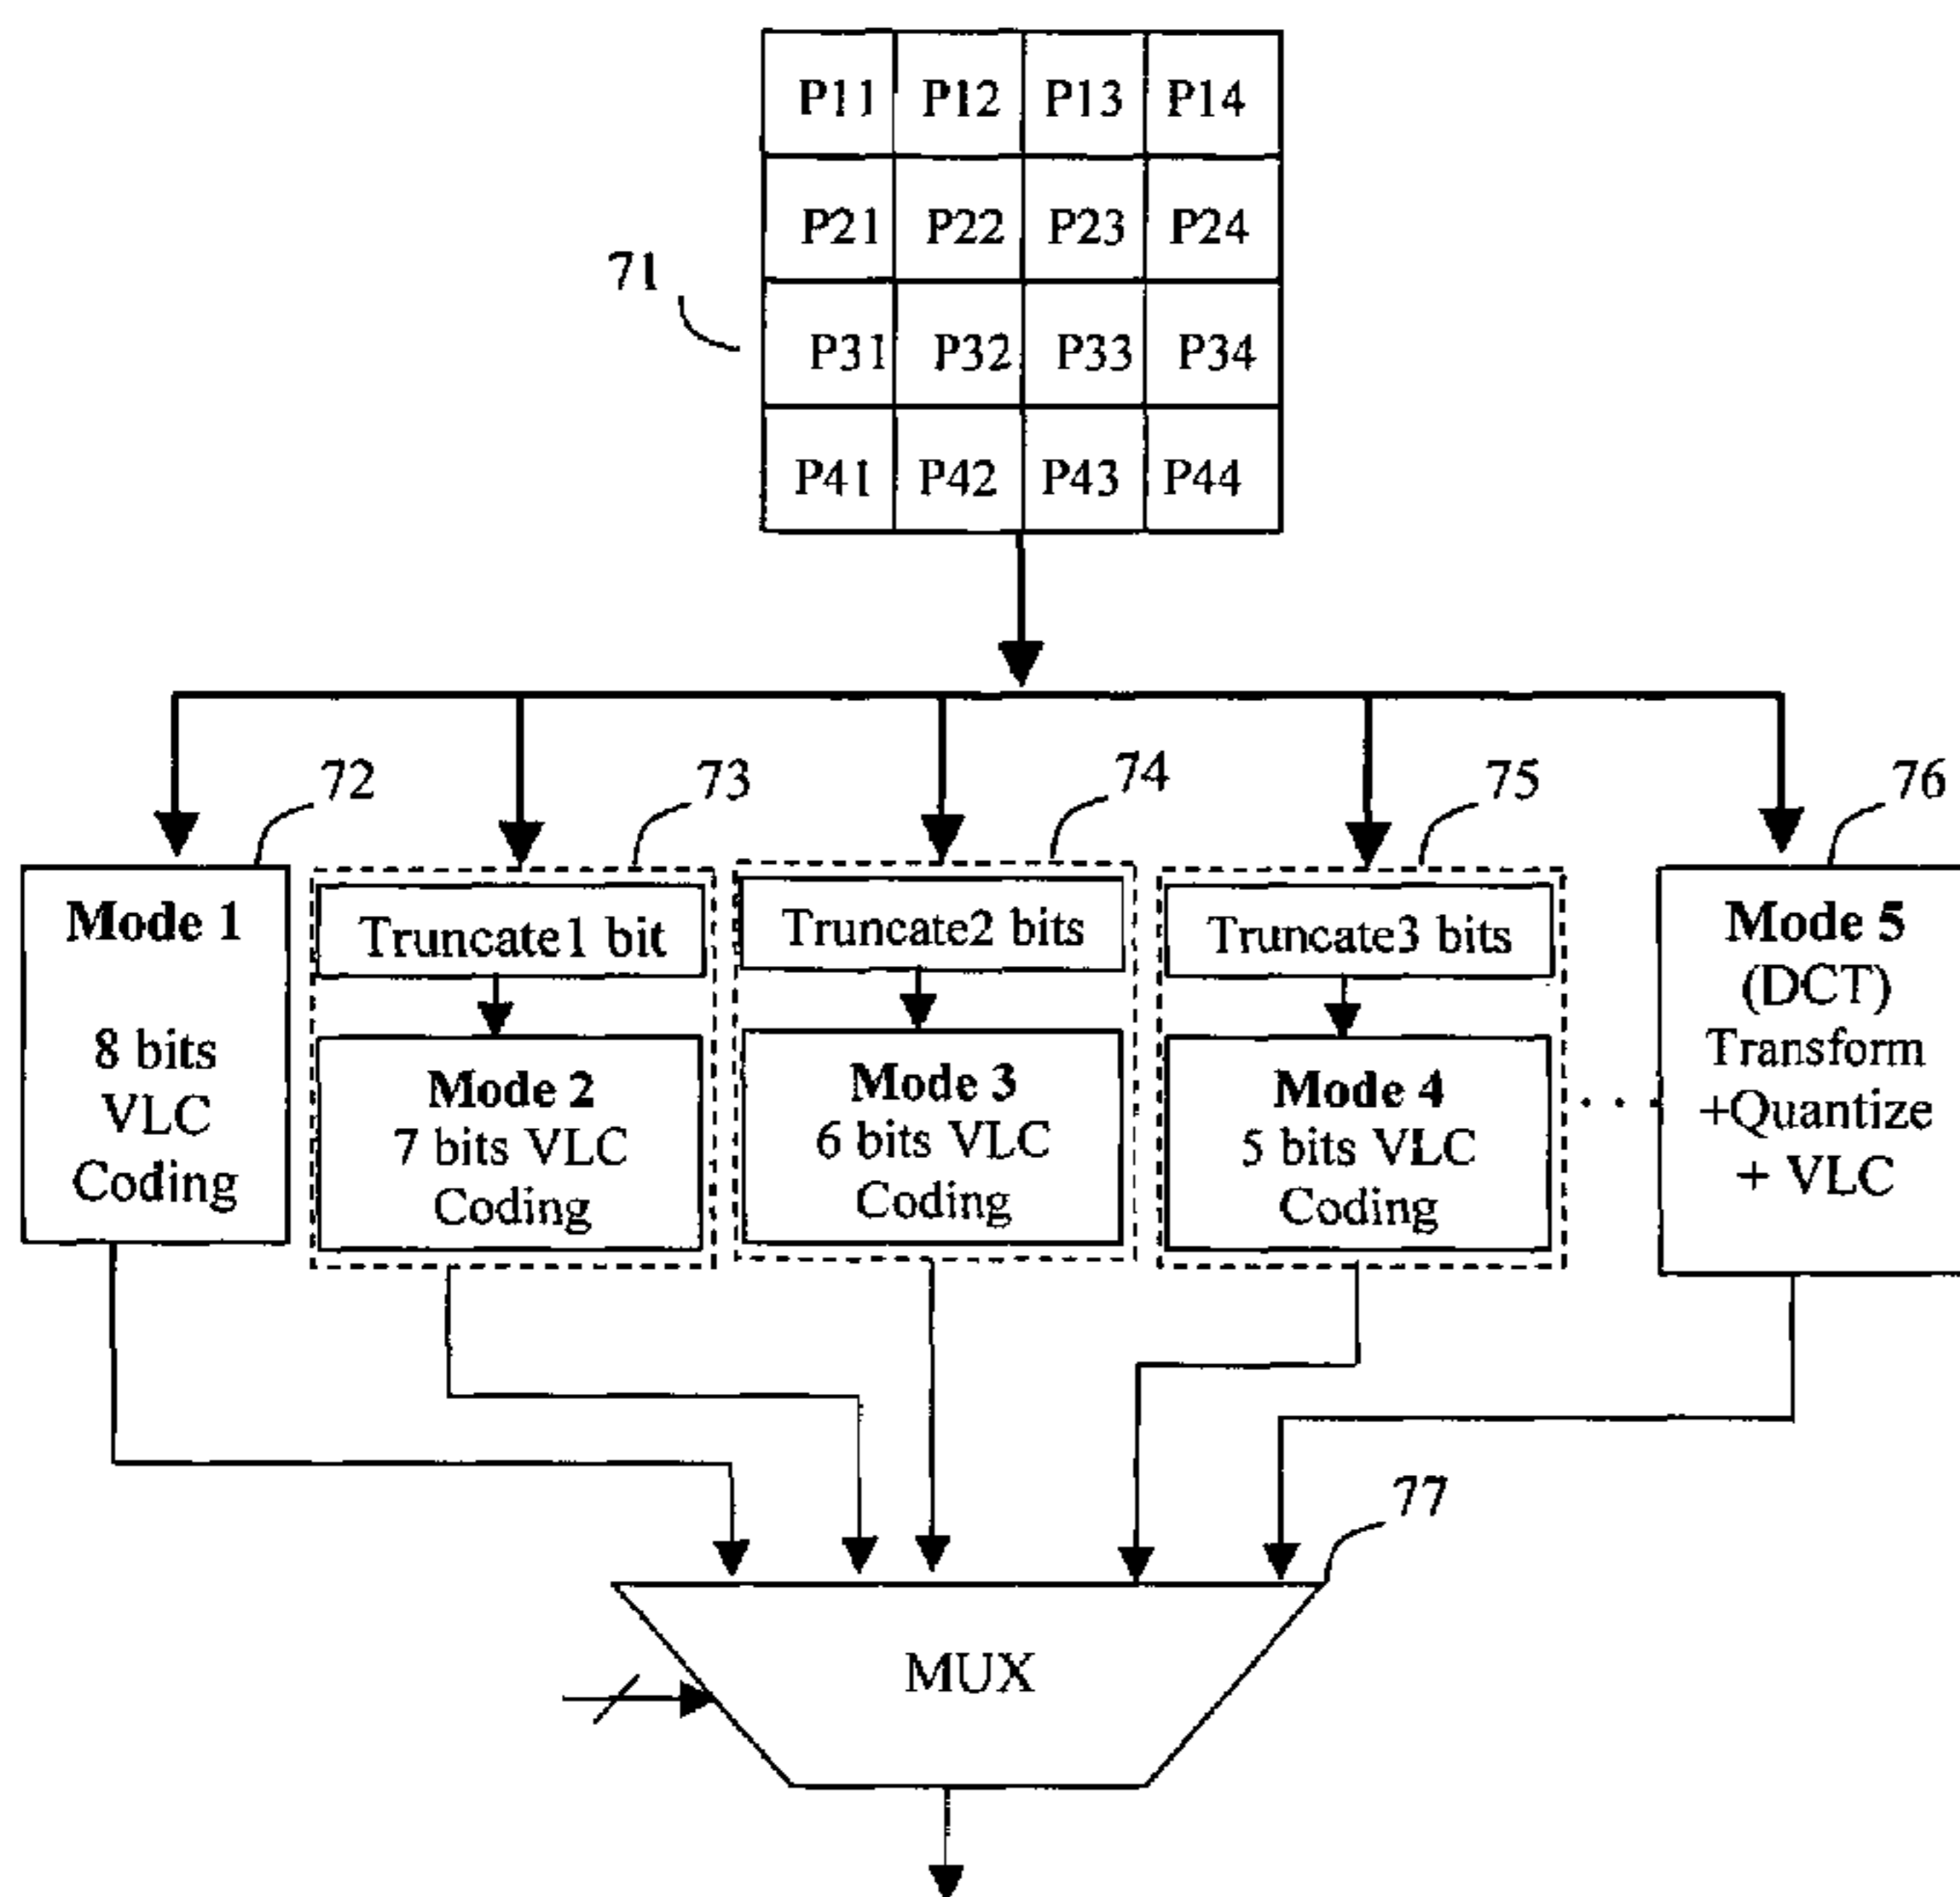 P11 P12 P13 P14
P21 P22 P23 P24
71
P31 P32 P33 P34
P41 P42 P43 P44
72 73 74 75 76
Mode 1
8 bits
VLC
Coding
Truncate1 bit
Mode 2
7 bits VLC
Coding
Truncate2 bits
Mode 3
6 bits VLC
Coding
Truncate3 bits
Mode 4
5 bits VLC
Coding
. . .
Mode 5
(DCT)
Transform
+Quantize
+ VLC
77
MUX